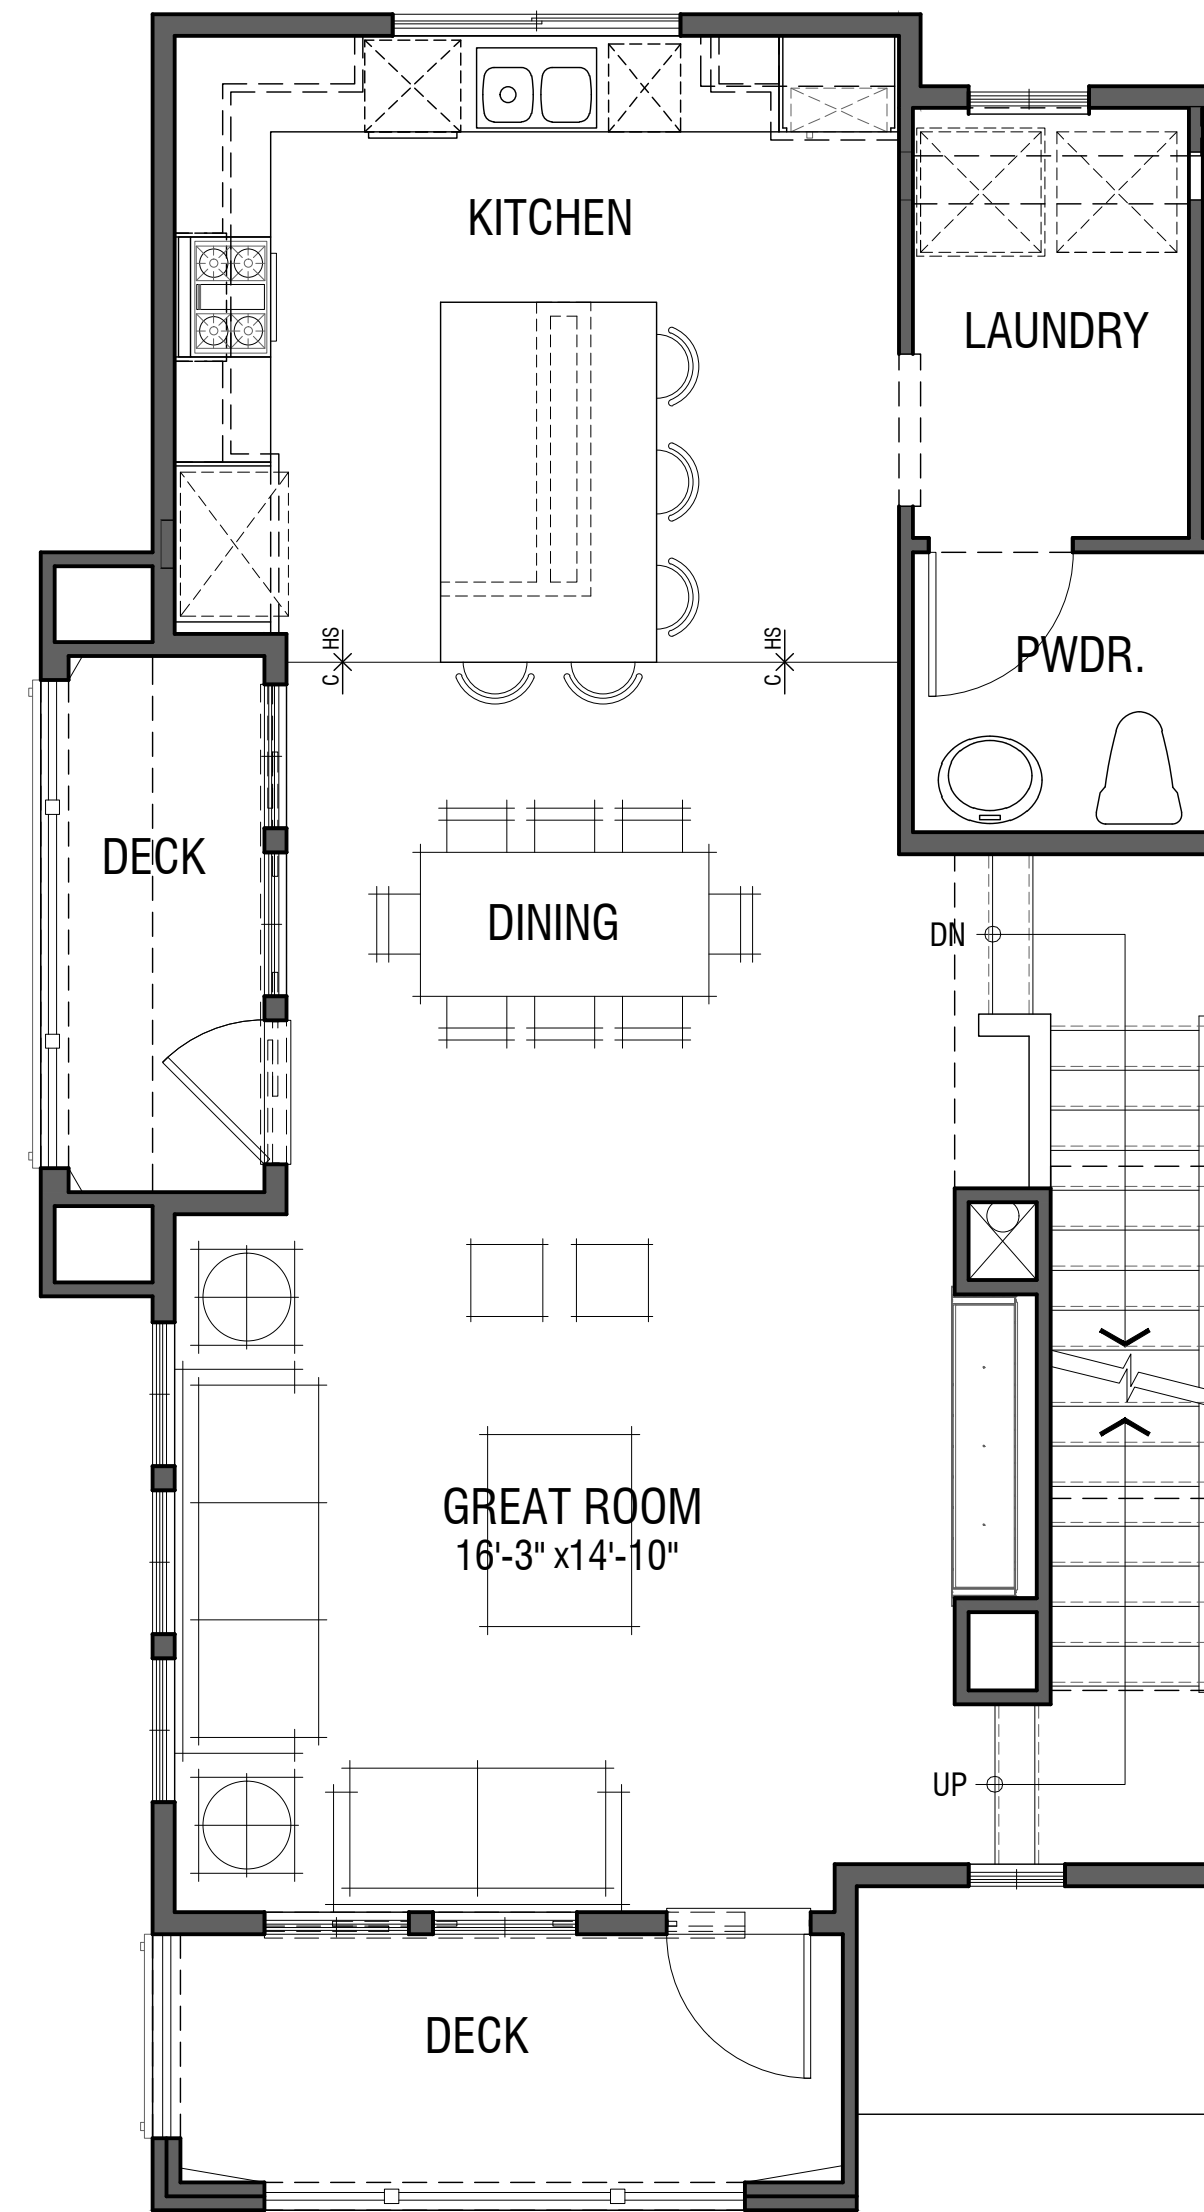 KITCHEN
LAUNDRY
C. HS
C. HS
PWDR.
DECK
DINING
DN
GREAT ROOM
16'-3" x14'-10"
UP
DECK